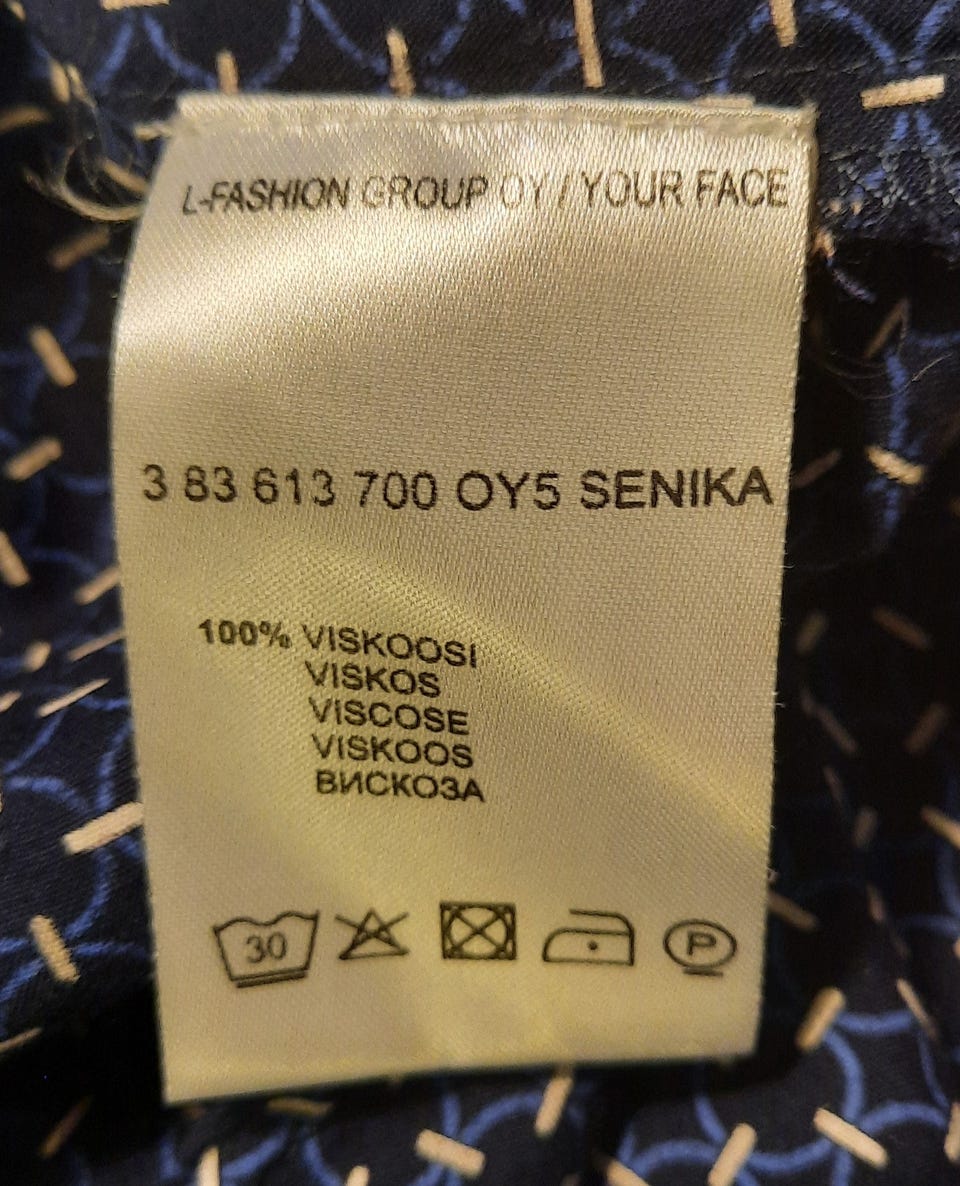 L-FASHION GROUP OY / YOUR FACE
3 83 613 700 OY5 SENIKA
100% VISKOOSI
VISKOS
VISCOSE
VISKOOS
ВИСКОЗА
30 P